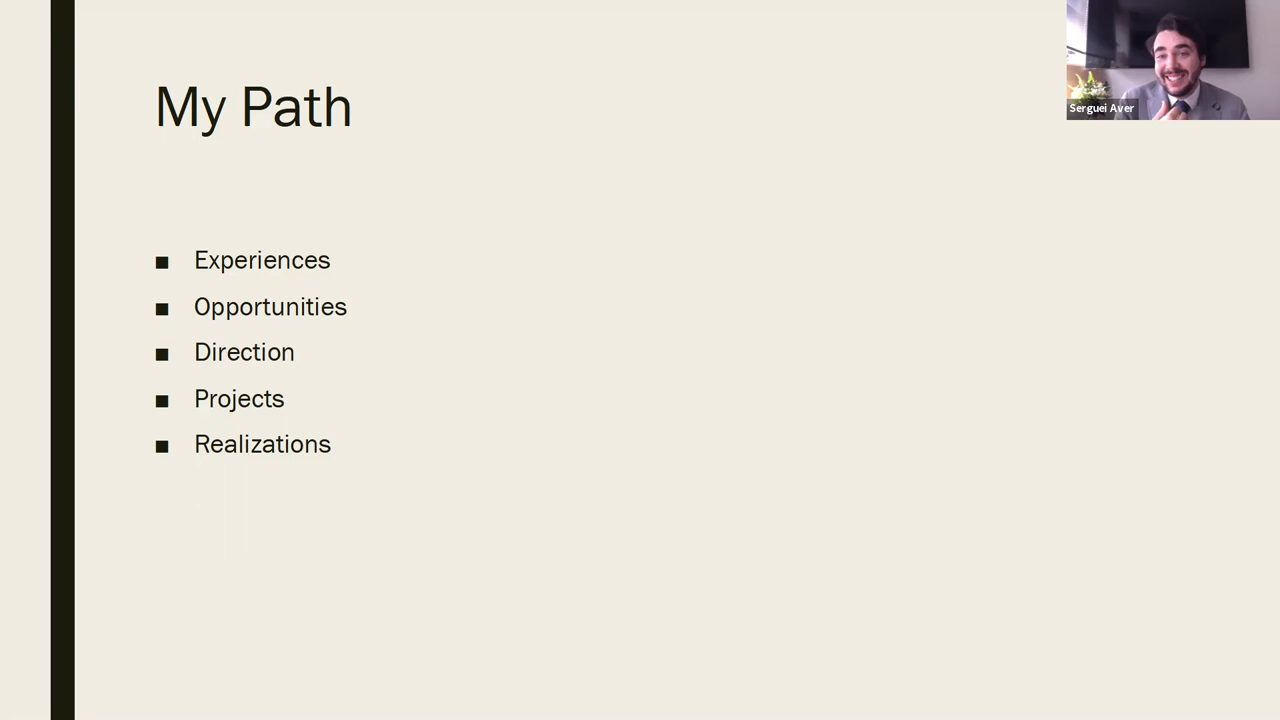 My Path
Serguei Aver
■ Experiences
■ Opportunities
■ Direction
■ Projects
■ Realizations